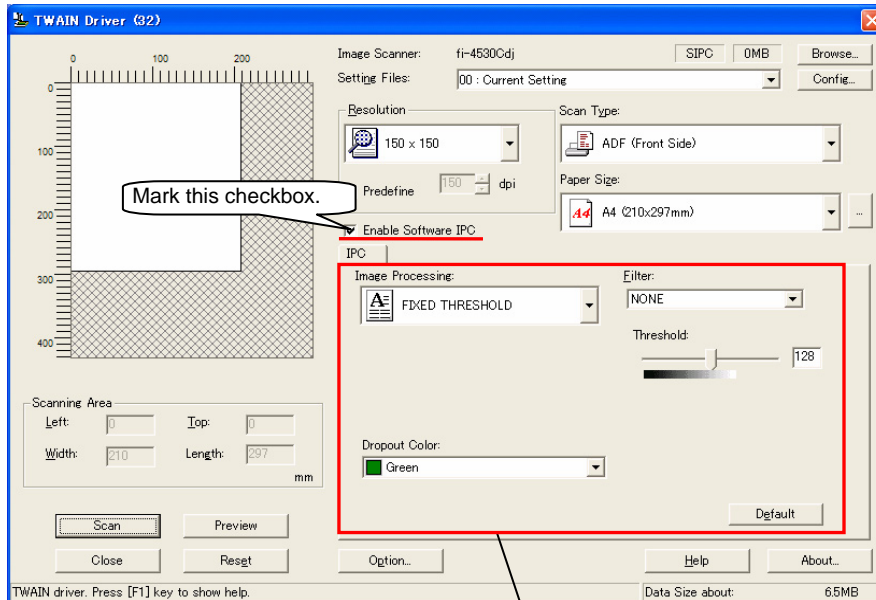 TWAIN Driver (32)
0 100 200
0
100
200
300
400
Image Scanner: fi-4530Cdj SIPC 0MB Browse...
Setting Files: 00 : Current Setting Config...
Resolution
150 x 150
Predefine 150 dpi
Scan Type:
ADF (Front Side)
Paper Size:
A4 A4 (210x297mm) ...
Mark this checkbox.
Enable Software IPC
IPC
Image Processing:
A FIXED THRESHOLD
Filter:
NONE
Threshold:
128
Dropout Color:
Green
Default
Scanning Area
Left: 0 Top: 0
Width: 210 Length: 297
mm
Scan Preview
Close Reset Option... Help About...
TWAIN driver. Press [F1] key to show help. Data Size about: 6.5MB